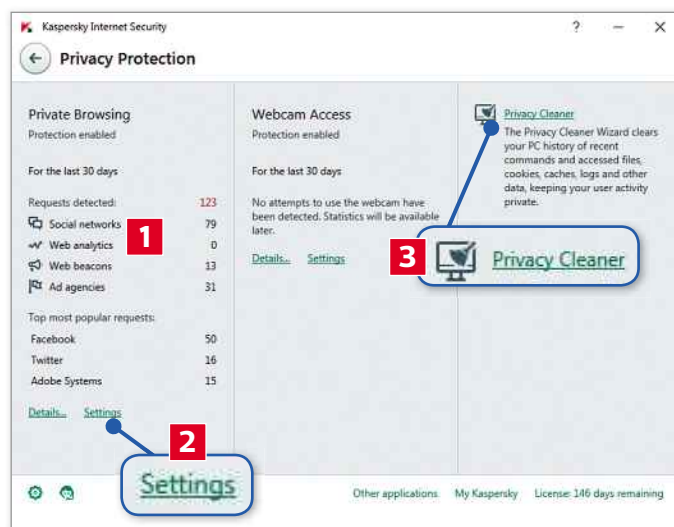 Kaspersky Internet Security
? – ×
Privacy Protection
Private Browsing
Protection enabled
For the last 30 days
Requests detected: 123
Social networks 79
Web analytics 0
Web beacons 13
Ad agencies 31
Top most popular requests:
Facebook 50
Twitter 16
Adobe Systems 15
Details... Settings
1
2
Settings
Webcam Access
Protection enabled
For the last 30 days
No attempts to use the webcam have
been detected. Statistics will be available
later.
Details... Settings
Privacy Cleaner
The Privacy Cleaner Wizard clears
your PC history of recent
commands and accessed files,
cookies, caches, logs and other
data, keeping your user activity
private.
3
Privacy Cleaner
Other applications My Kaspersky License: 146 days remaining